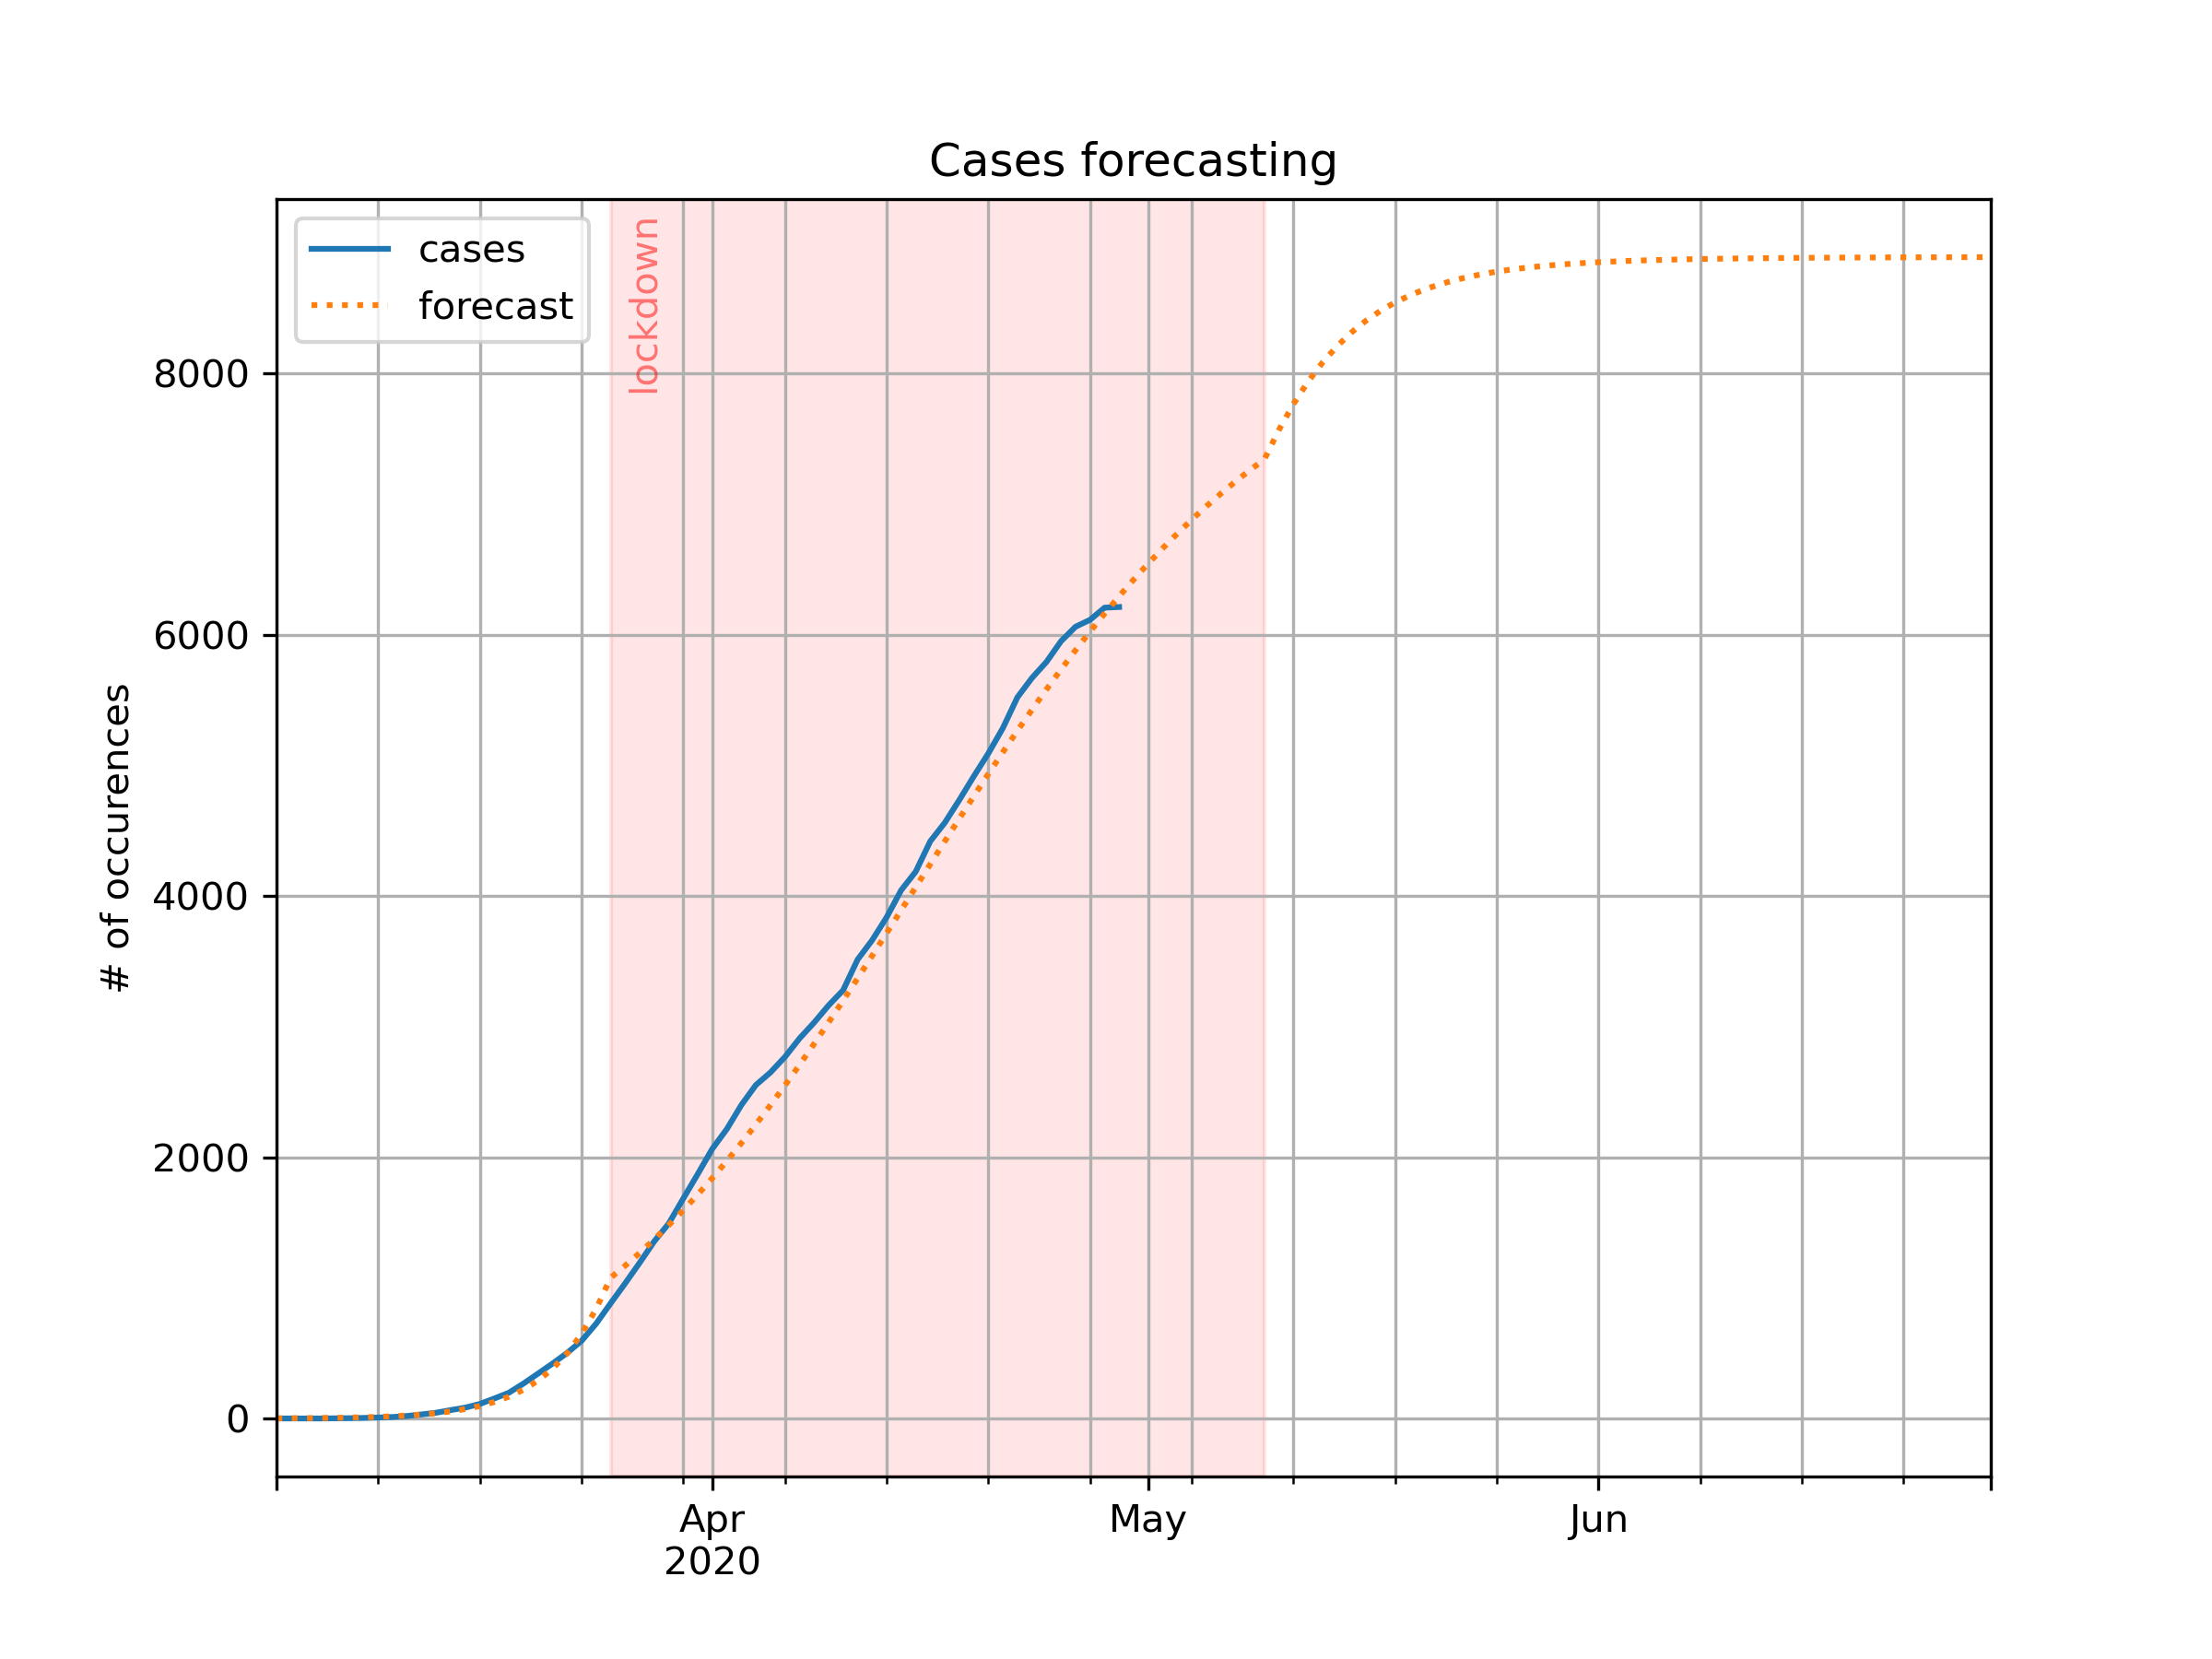 Cases forecasting
cases
forecast
lockdown
8000
6000
4000
2000
0
# of occurences
Apr
2020
May
Jun